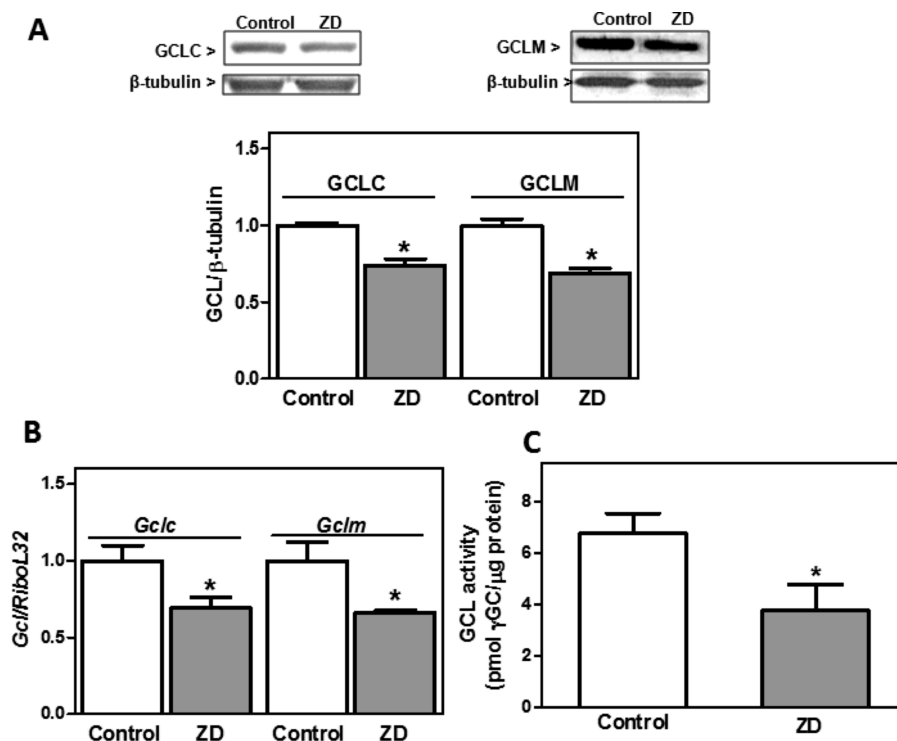 A
Control ZD
GCLC >
β-tubulin >
Control ZD
GCLM >
β-tubulin >
GCL/β-tubulin
1.5
1.0
0.5
0.0
GCLC
GCLM
*
*
Control ZD Control ZD
B
Gcl/RiboL32
1.5
1.0
0.5
0.0
Gclc
Gclm
*
*
Control ZD Control ZD
C
GCL activity
(pmol γGC/μg protein)
8
6
4
2
0
*
Control ZD